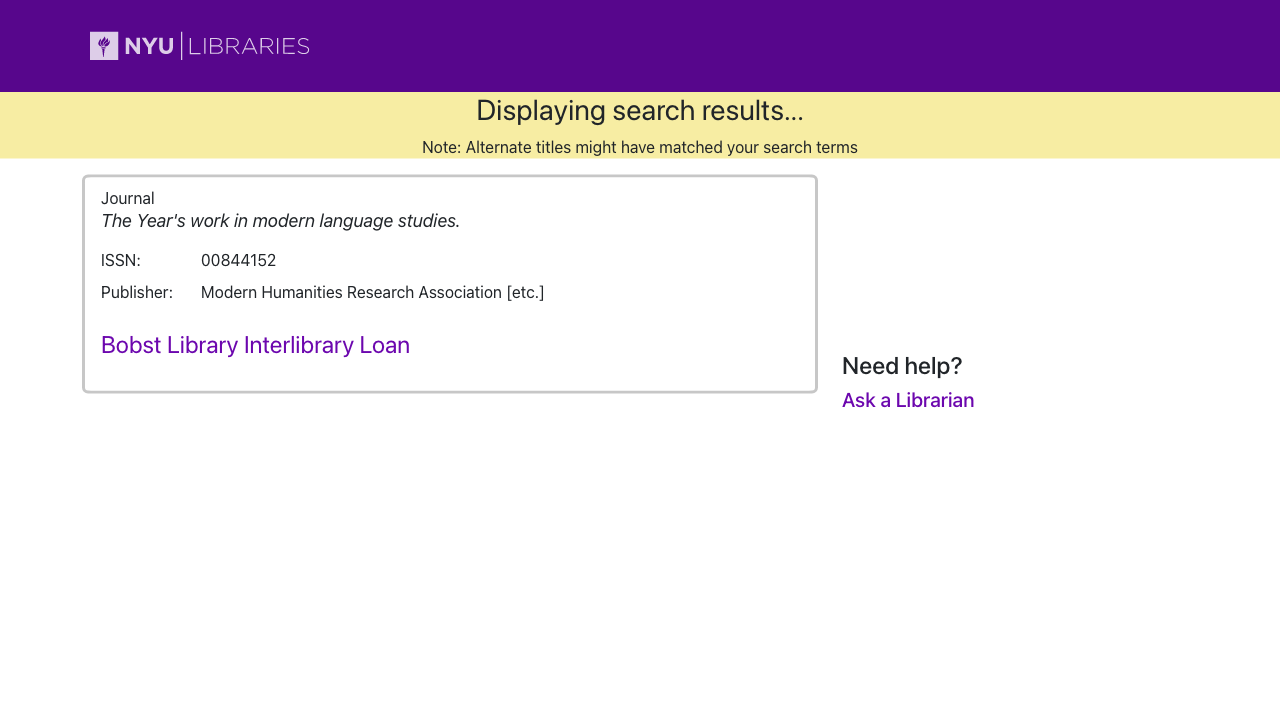 NYU LIBRARIES
Displaying search results...
Note: Alternate titles might have matched your search terms
Journal
The Year's work in modern language studies.
ISSN: 00844152
Publisher: Modern Humanities Research Association [etc.]
Bobst Library Interlibrary Loan
Need help?
Ask a Librarian